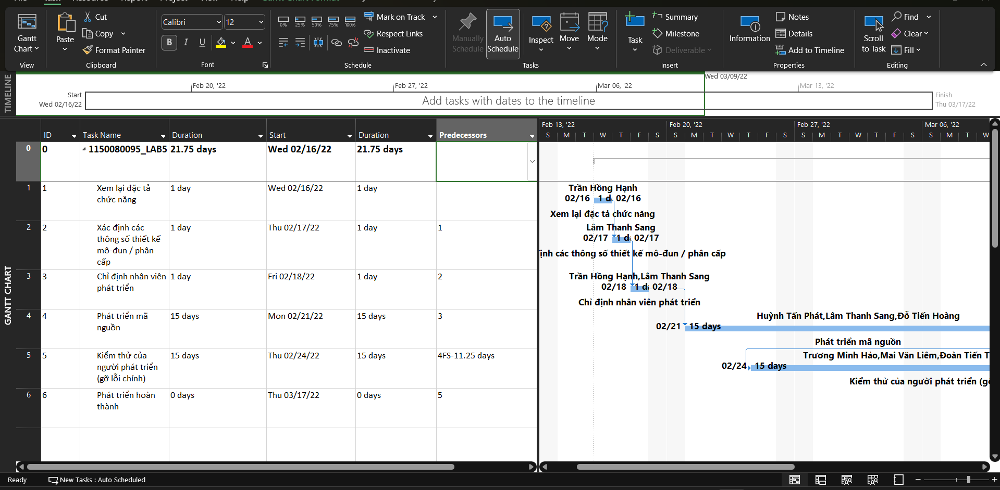 Gantt Chart
View
Paste
Cut
Copy
Format Painter
Clipboard
Calibri 12
B I U A
Font
0% 25% 50% 75% 100%
Mark on Track
Respect Links
Inactivate
Schedule
Manually Schedule
Auto Schedule
Inspect
Move
Mode
Tasks
Task
Summary
Milestone
Deliverable
Insert
Information
Notes
Details
Add to Timeline
Properties
Scroll to Task
Find
Clear
Fill
Editing
TIMELINE
Wed 03/09/22
Feb 20, '22 Feb 27, '22 Mar 06, '22 Mar 13, '22
Start
Wed 02/16/22
Add tasks with dates to the timeline
Finish
Thu 03/17/22
GANTT CHART
ID Task Name Duration Start Duration Predecessors
0 0 1150080095_LAB5 21.75 days Wed 02/16/22 21.75 days
1 1 Xem lại đặc tả chức năng 1 day Wed 02/16/22 1 day
2 2 Xác định các thông số thiết kế mô-đun / phân cấp 1 day Thu 02/17/22 1 day 1
3 3 Chỉ định nhân viên phát triển 1 day Fri 02/18/22 1 day 2
4 4 Phát triển mã nguồn 15 days Mon 02/21/22 15 days 3
5 5 Kiểm thử của người phát triển (gỡ lỗi chính) 15 days Thu 02/24/22 15 days 4FS-11.25 days
6 6 Phát triển hoàn thành 0 days Thu 03/17/22 0 days 5
Feb 13, '22 Feb 20, '22 Feb 27, '22 Mar 06, '22
S M T W T F S S M T W T F S S M T W T F S S M T W
Trần Hồng Hạnh
02/16 1 d 02/16
Xem lại đặc tả chức năng
Lâm Thanh Sang
02/17 1 d 02/17
ịnh các thông số thiết kế mô-đun / phân cấp
Trần Hồng Hạnh,Lâm Thanh Sang
02/18 1 d 02/18
Chỉ định nhân viên phát triển
Huỳnh Tấn Phát,Lâm Thanh Sang,Đỗ Tiến Hoàng
02/21 15 days
Phát triển mã nguồn
Trương Minh Hảo,Mai Văn Liêm,Đoàn Tiến T
02/24 15 days
Kiểm thử của người phát triển (gỡ
Ready
New Tasks : Auto Scheduled